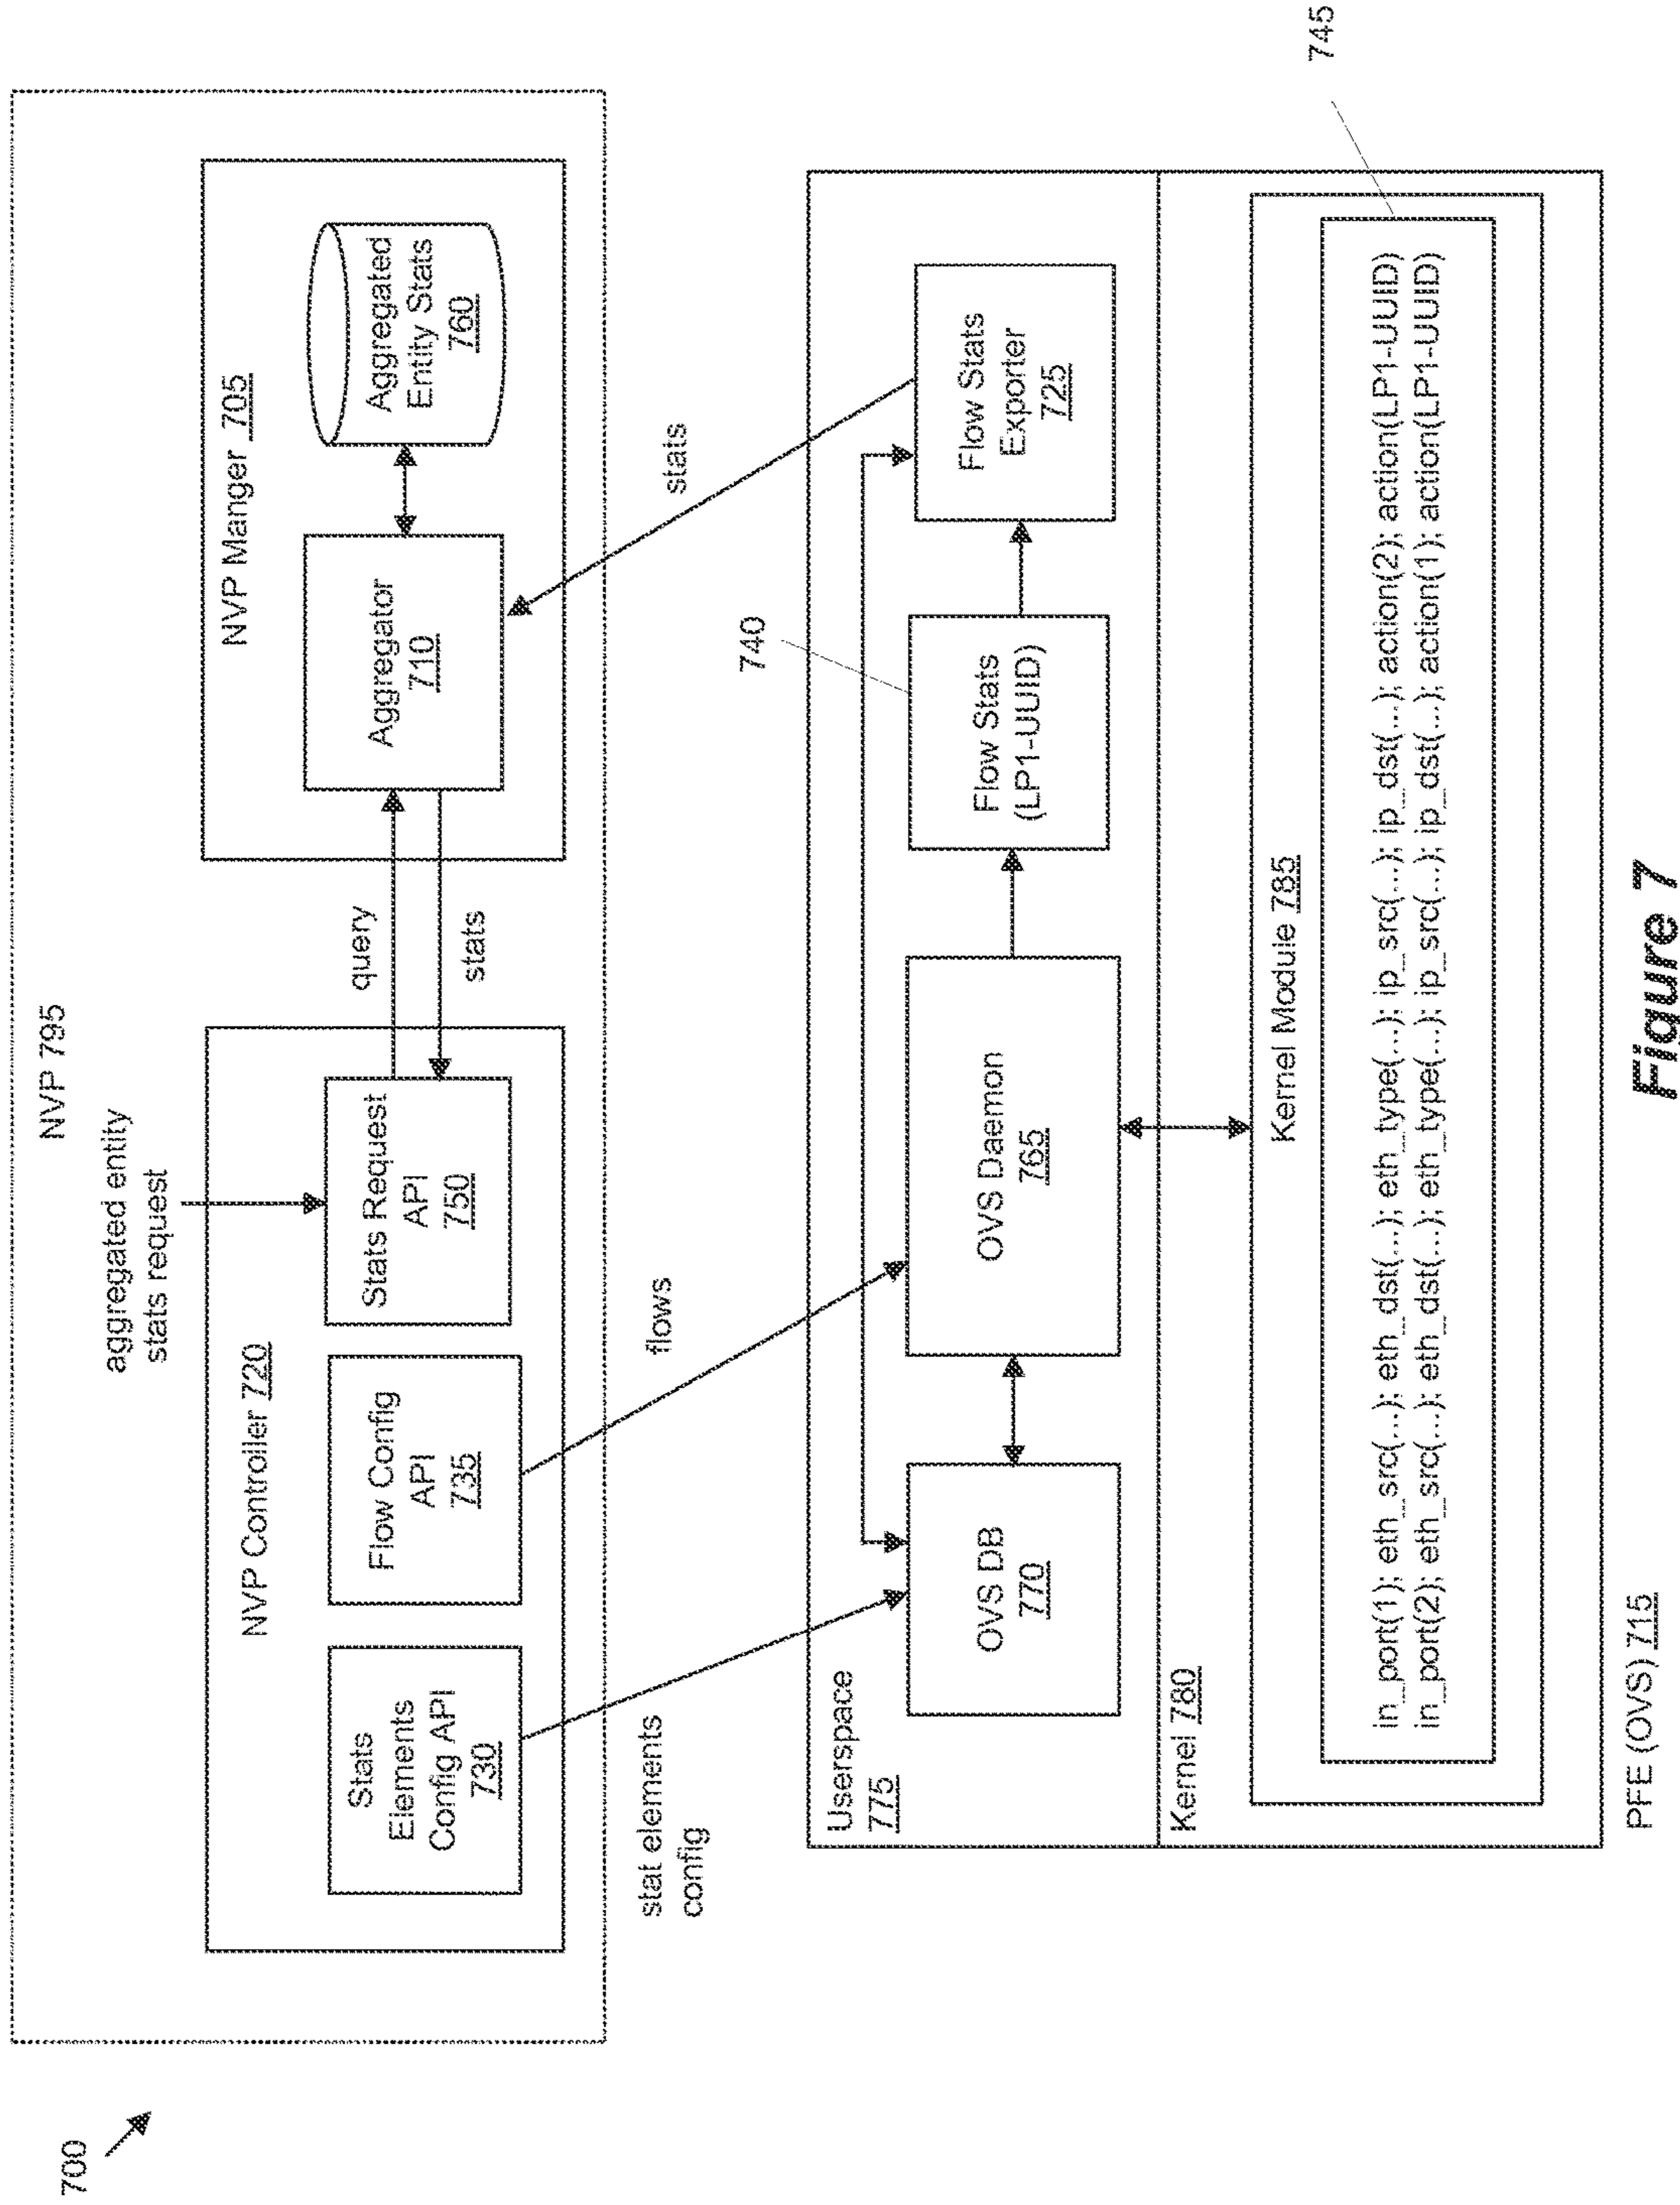 700
NVP 795
aggregated entity
stats request
NVP Controller 720
Stats
Elements
Config API
730
Flow Config
API
735
Stats Request
API
750
query
stats
NVP Manger 705
Aggregator
710
Aggregated
Entity Stats
760
stat elements
config
flows
stats
740
Userspace
775
OVS DB
770
OVS Daemon
765
Flow Stats
(LP1-UUID)
Flow Stats
Exporter
725
Kernel 780
Kernel Module 785
745
in_port(1); eth_src(...); eth_dst(...); eth_type(...); ip_src(...); ip_dst(...); action(2); action(LP1-UUID)
in_port(2); eth_src(...); eth_dst(...); eth_type(...); ip_src(...); ip_dst(...); action(1); action(LP1-UUID)
PFE (OVS) 715
Figure 7